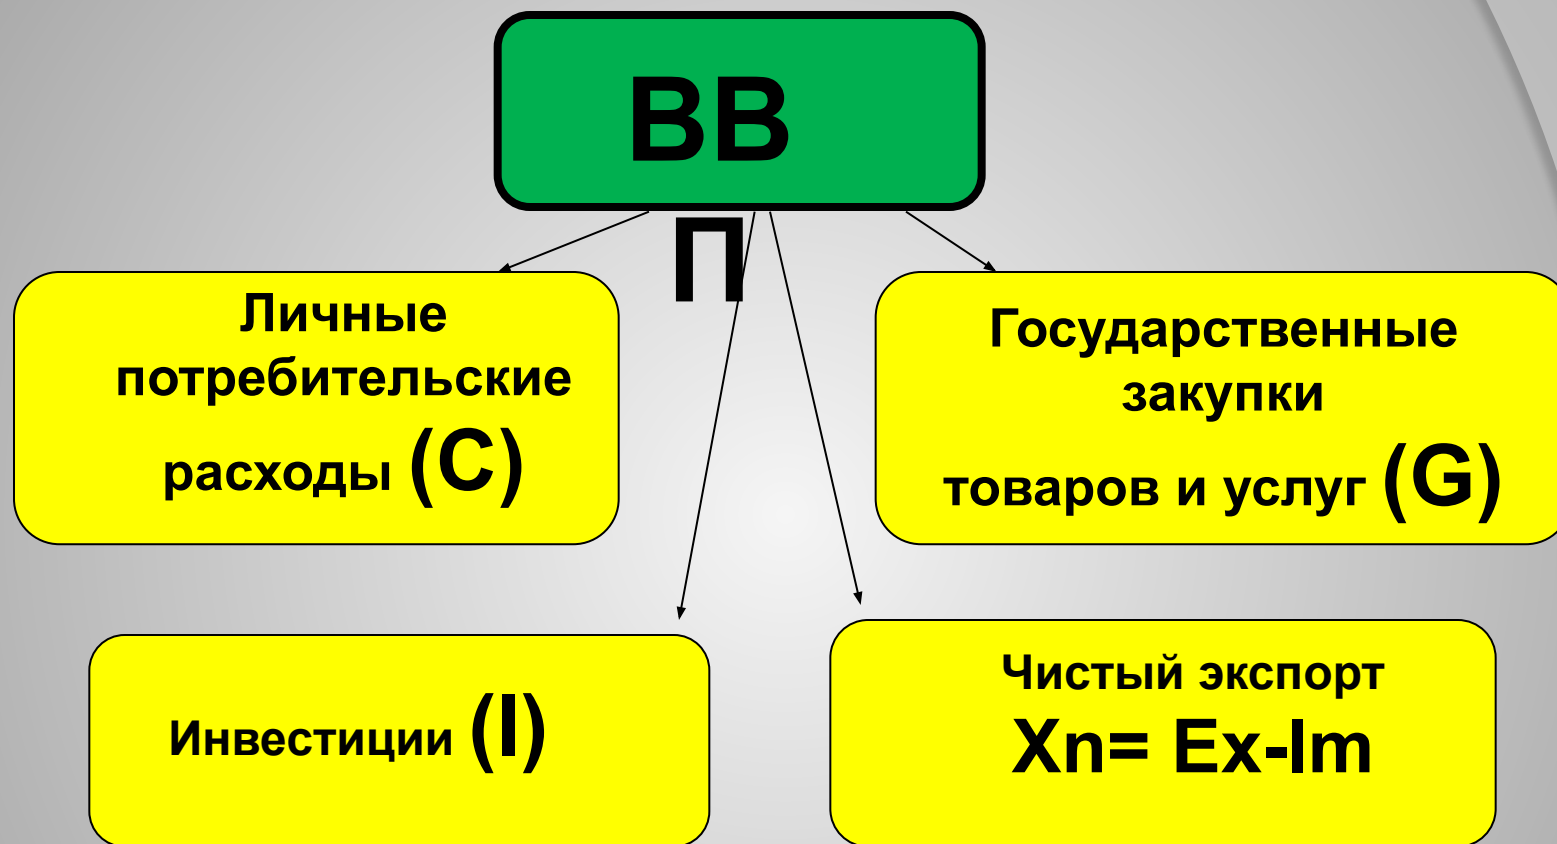 ВВ
П
Личные
потребительские
расходы (С)
Государственные
закупки
товаров и услуг (G)
Инвестиции (I)
Чистый экспорт
Xn= Ex-Im